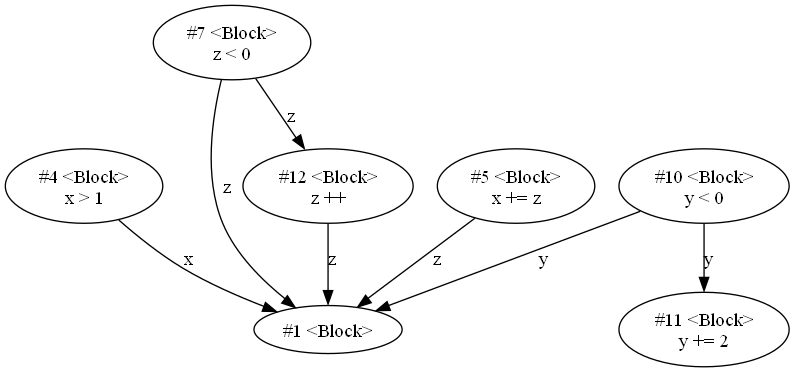 #7 <Block>
z < 0
z
#4 <Block>
x > 1
z
#12 <Block>
z ++
#5 <Block>
x += z
#10 <Block>
y < 0
x
z
z
y
y
#1 <Block>
#11 <Block>
y += 2